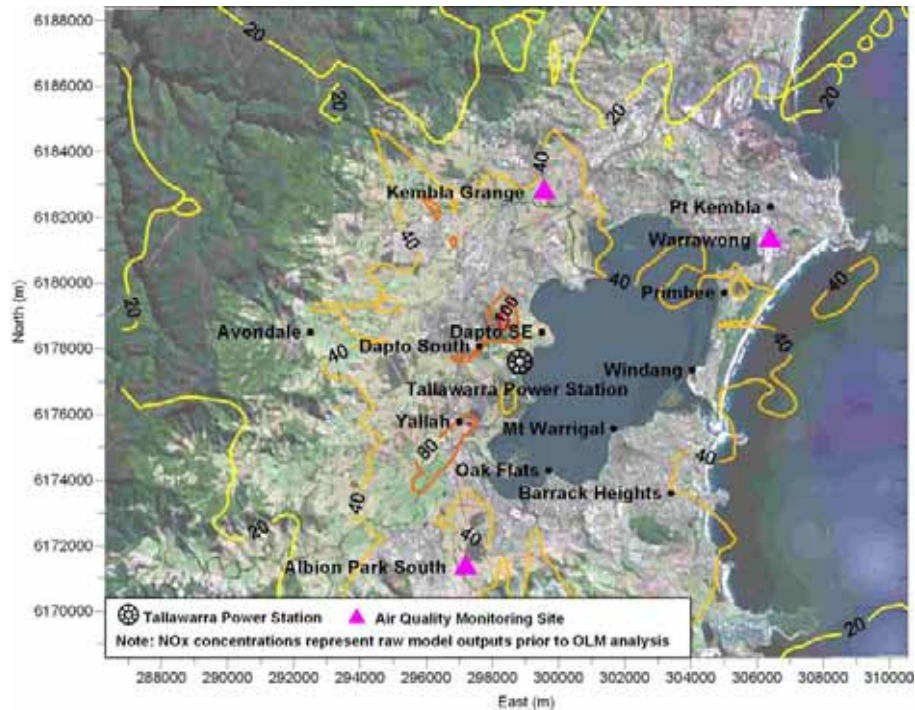 6188000
6186000
6184000
6182000
6180000
6178000
6176000
6174000
6172000
6170000
North (m)
20
20
20
20
40
Kembla Grange
Pt Kembla
Warrawong
40
40
40
Primbee
20
100
Avondale
Dapto SE
40
Dapto South
40
Windang
Tallawarra Power Station
Yallah
Mt Warrigal
80
40
Oak Flats
40
Barrack Heights
20
40
Albion Park South
20
Tallawarra Power Station
Air Quality Monitoring Site
Note: NOx concentrations represent raw model outputs prior to OLM analysis
288000 290000 292000 294000 296000 298000 300000 302000 304000 306000 308000 310000
East (m)